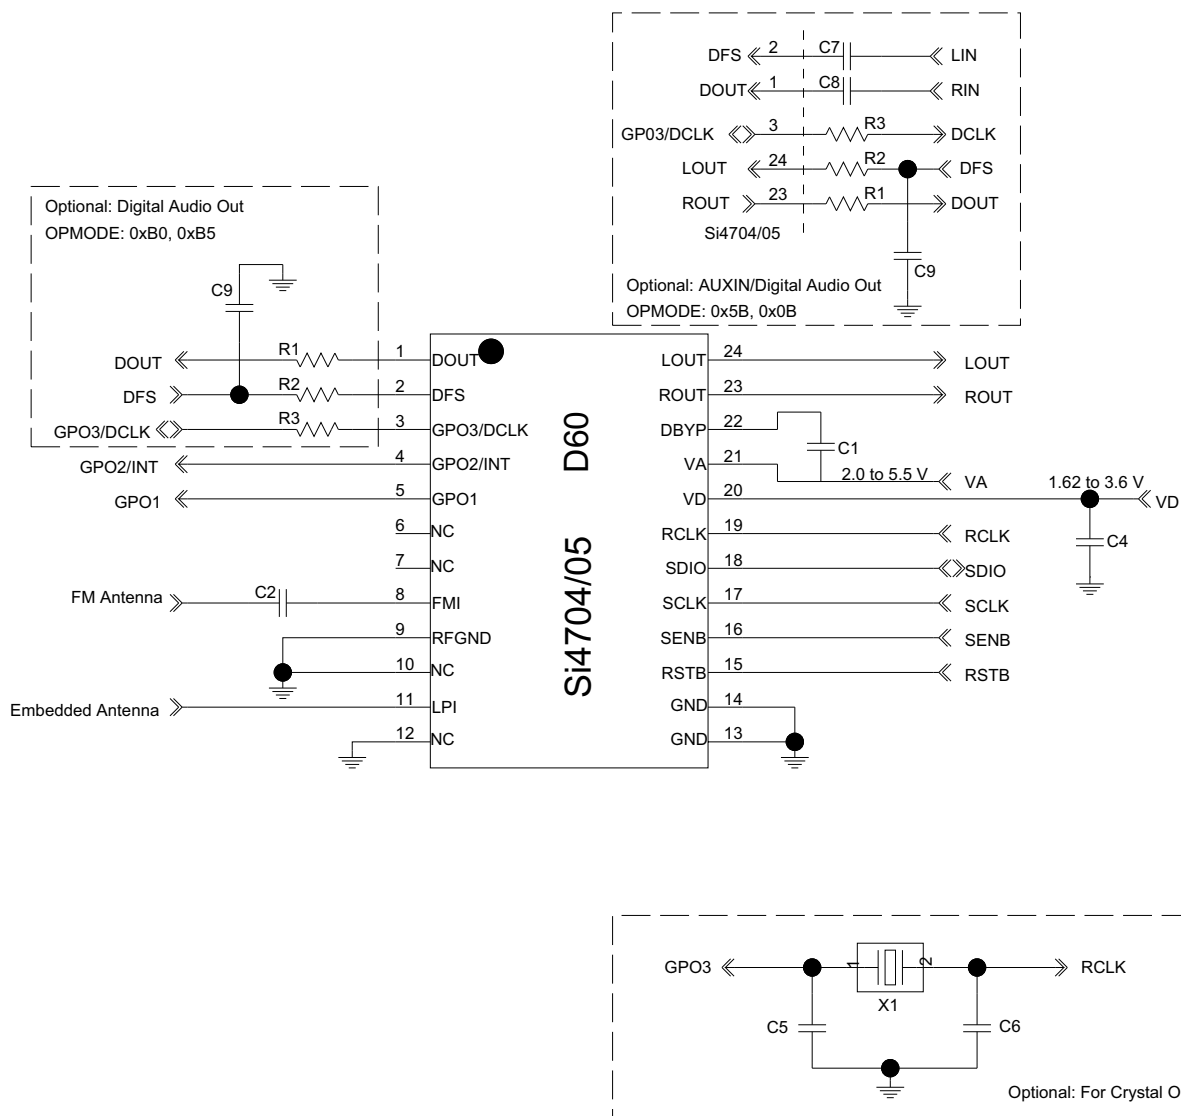 DFS 2 C7 LIN
DOUT 1 C8 RIN
GP03/DCLK 3 R3 DCLK
LOUT 24 R2 DFS
ROUT 23 R1 DOUT
Si4704/05
C9
Optional: AUXIN/Digital Audio Out
OPMODE: 0x5B, 0x0B
Optional: Digital Audio Out
OPMODE: 0xB0, 0xB5
C9
DOUT R1 1 DOUT
DFS R2 2 DFS
GPO3/DCLK R3 3 GPO3/DCLK
GPO2/INT 4 GPO2/INT
GPO1 5 GPO1
6 NC
7 NC
FM Antenna C2 8 FMI
9 RFGND
10 NC
Embedded Antenna 11 LPI
12 NC
Si4704/05 D60
LOUT 24 LOUT
ROUT 23 ROUT
DBYP 22 C1
VA 21 2.0 to 5.5 V VA
VD 20 1.62 to 3.6 V VD
C4
RCLK 19 RCLK
SDIO 18 SDIO
SCLK 17 SCLK
SENB 16 SENB
RSTB 15 RSTB
GND 14
GND 13
GPO3 1 2 RCLK
X1
C5 C6
Optional: For Crystal O